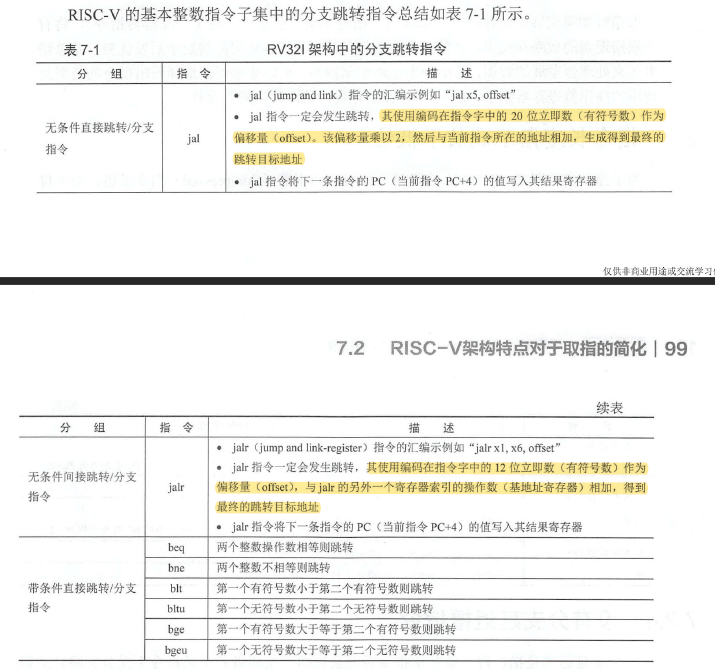 RISC-V 的基本整数指令子集中的分支跳转指令总结如表 7-1 所示。
表 7-1 RV32I 架构中的分支跳转指令
分 组 指 令 描 述
• jal（jump and link）指令的汇编示例如“jal x5, offset”
无条件直接跳转/分支指令 jal • jal 指令一定会发生跳转，其使用编码在指令字中的 20 位立即数（有符号数）作为
偏移量（offset）。该偏移量乘以 2，然后与当前指令所在的地址相加，生成得到最终的
跳转目标地址
• jal 指令将下一条指令的 PC（当前指令 PC+4）的值写入其结果寄存器
仅供非商业用途或交流学习
7.2 RISC-V架构特点对于取指的简化 | 99
续表
分 组 指 令 描 述
• jalr（jump and link-register）指令的汇编示例如“jalr x1, x6, offset”
无条件间接跳转/分支指令 jalr • jalr 指令一定会发生跳转，其使用编码在指令字中的 12 位立即数（有符号数）作为
偏移量（offset），与 jalr 的另外一个寄存器索引的操作数（基地址寄存器）相加，得到
最终的跳转目标地址
• jalr 指令将下一条指令的 PC（当前指令 PC+4）的值写入其结果寄存器
带条件直接跳转/分支指令
beq 两个整数操作数相等则跳转
bne 两个整数不相等则跳转
blt 第一个有符号数小于第二个有符号数则跳转
bltu 第一个无符号数小于第二个无符号数则跳转
bge 第一个有符号数大于等于第二个有符号数则跳转
bgeu 第一个无符号数大于等于第二个无符号数则跳转